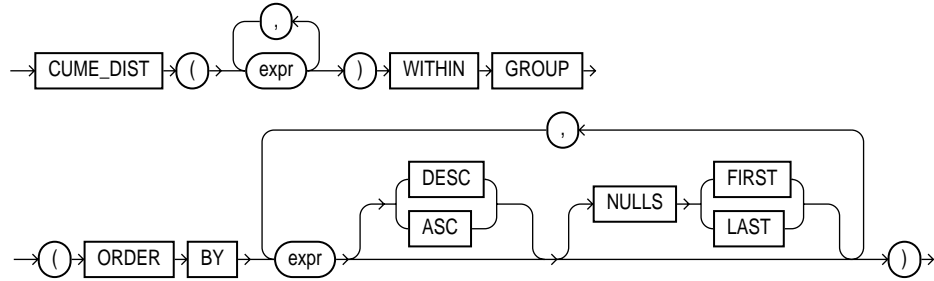 ,
CUME_DIST ( expr ) WITHIN GROUP
,
DESC FIRST
NULLS
ASC LAST
( ORDER BY expr )